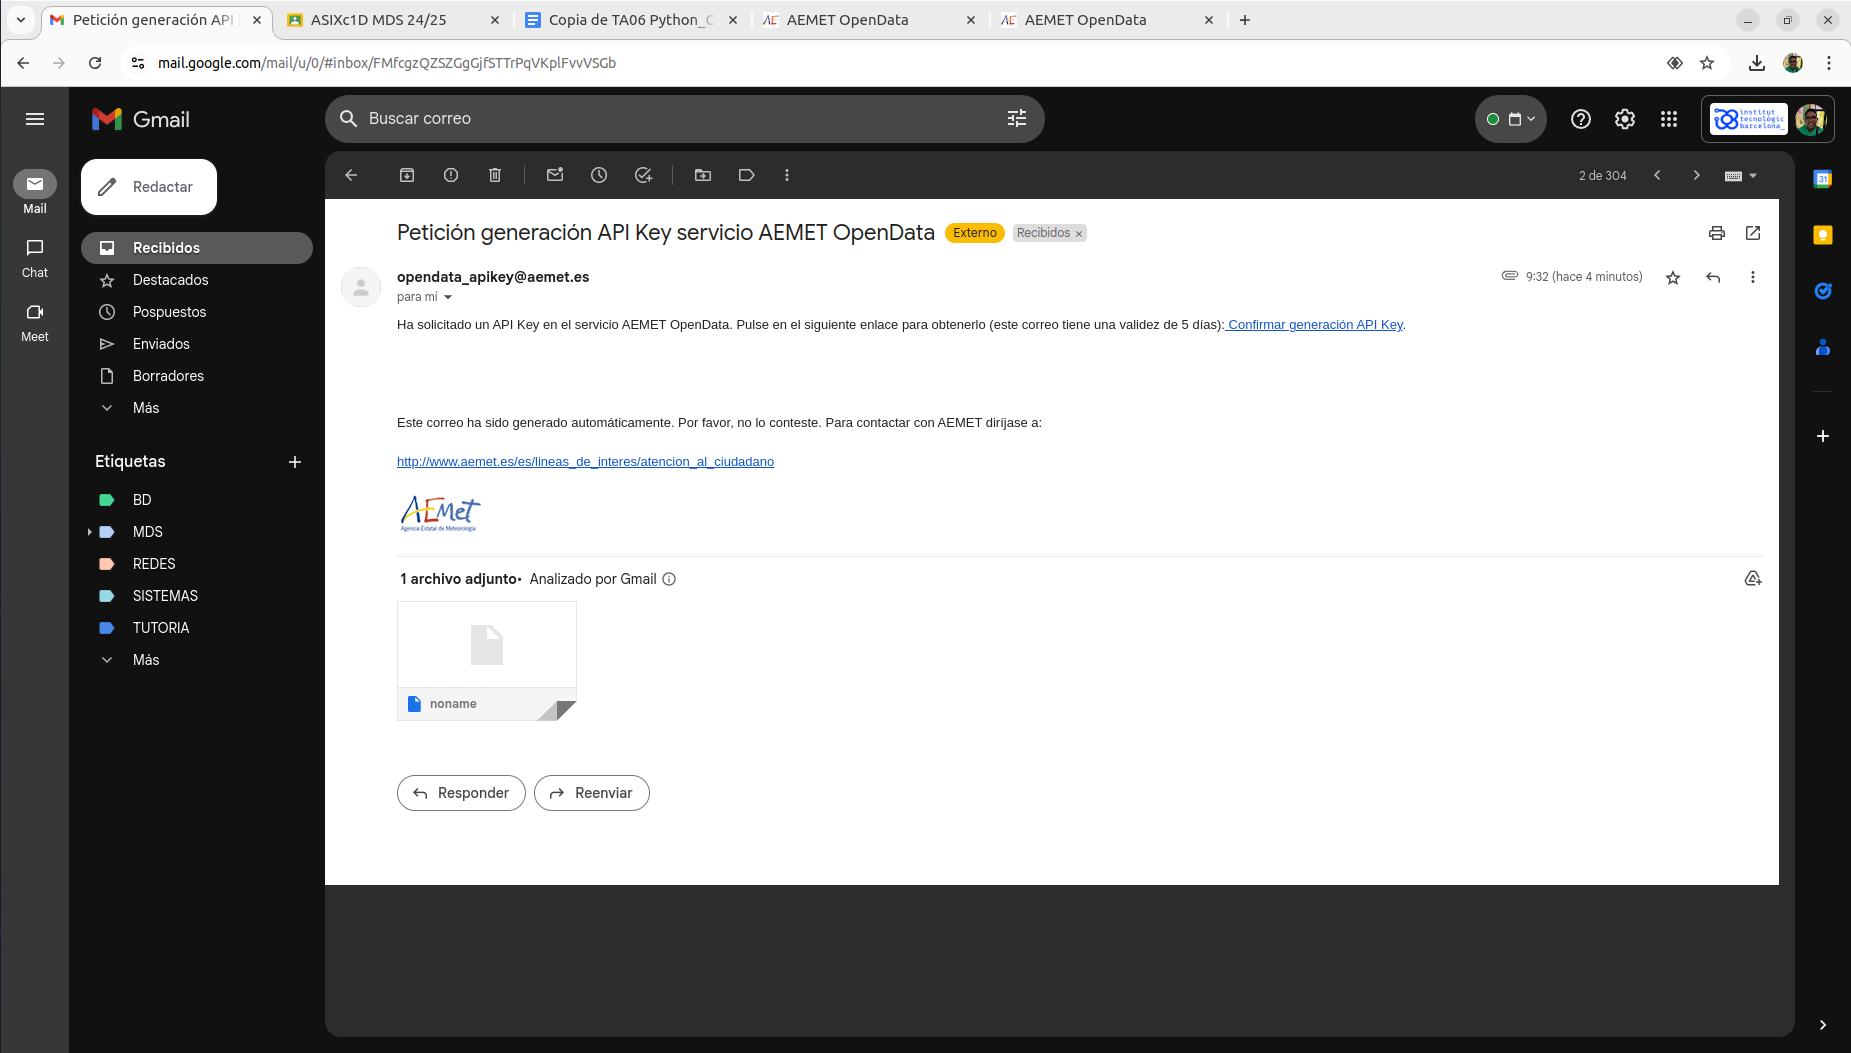 Petición generación API
ASIXc1D MDS 24/25
Copia de TA06 Python_C
AEMET OpenData
AEMET OpenData
mail.google.com/mail/u/0/#inbox/FMfcgzQZSZGgGjfSTTrPqVKplFvvVSGb
Gmail
Buscar correo
institut
tecnològic
barcelona_
Mail
Chat
Meet
Redactar
Recibidos
Destacados
Pospuestos
Enviados
Borradores
Más
Etiquetas
BD
MDS
REDES
SISTEMAS
TUTORIA
Más
2 de 304
31
Petición generación API Key servicio AEMET OpenData
Externo
Recibidos ×
opendata_apikey@aemet.es
9:32 (hace 4 minutos)
para mí
Ha solicitado un API Key en el servicio AEMET OpenData. Pulse en el siguiente enlace para obtenerlo (este correo tiene una validez de 5 días): Confirmar generación API Key.
Este correo ha sido generado automáticamente. Por favor, no lo conteste. Para contactar con AEMET diríjase a:
http://www.aemet.es/es/lineas_de_interes/atencion_al_ciudadano
AEMet
Agencia Estatal de Meteorología
1 archivo adjunto• Analizado por Gmail
noname
Responder
Reenviar